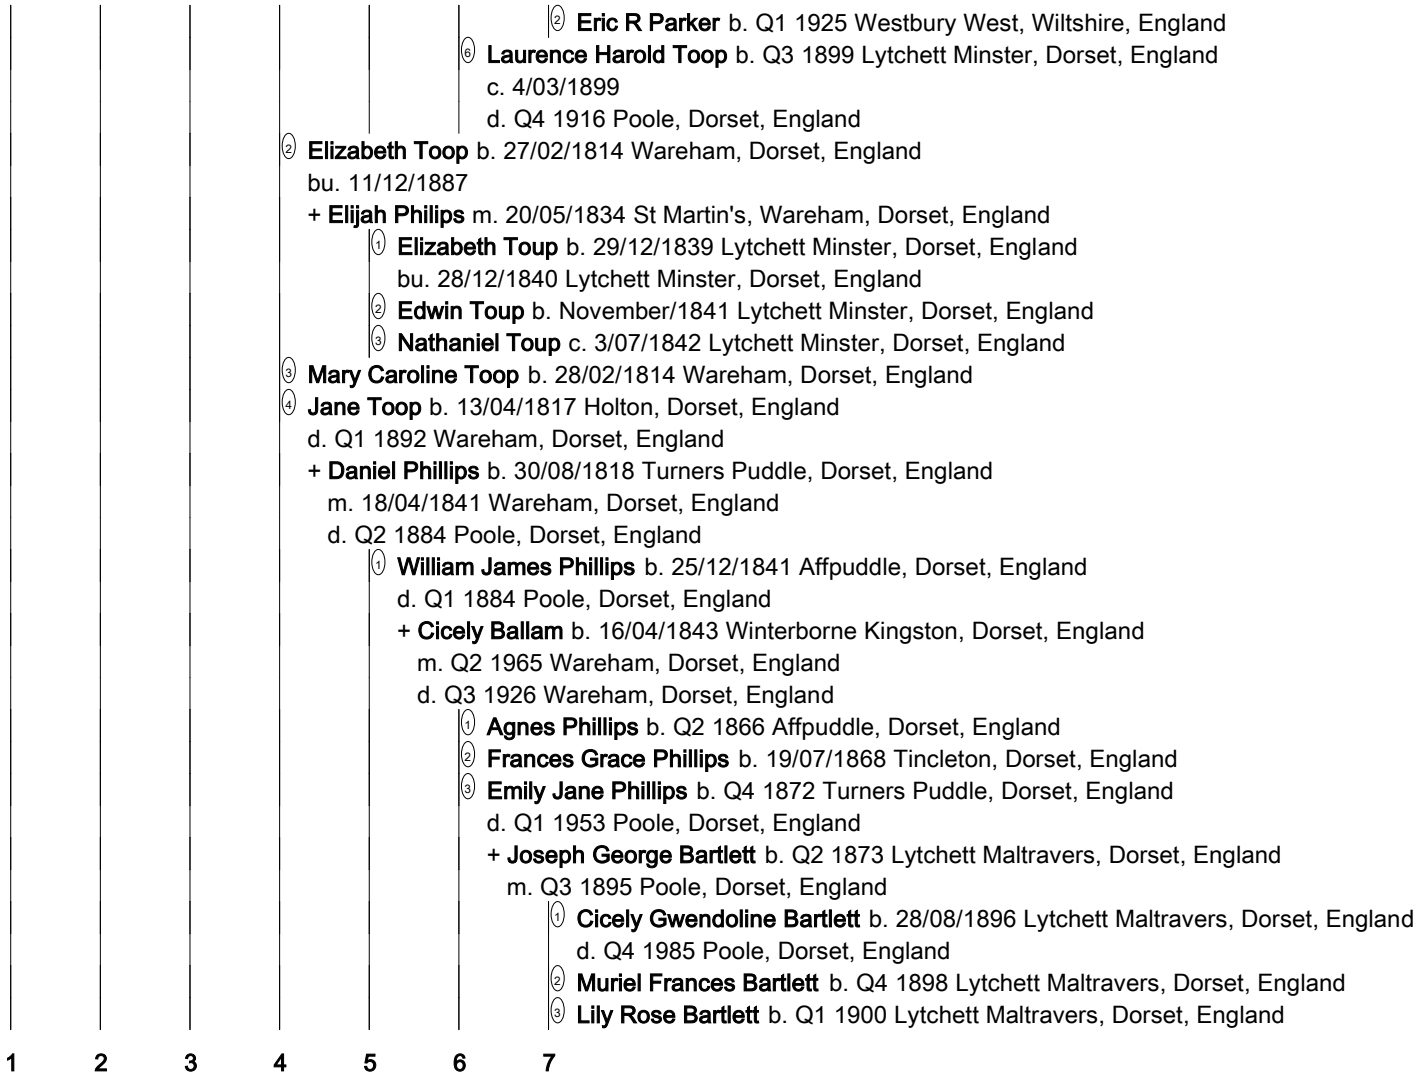 ② Eric R Parker b. Q1 1925 Westbury West, Wiltshire, England
⑥ Laurence Harold Toop b. Q3 1899 Lytchett Minster, Dorset, England
c. 4/03/1899
d. Q4 1916 Poole, Dorset, England
② Elizabeth Toop b. 27/02/1814 Wareham, Dorset, England
bu. 11/12/1887
+ Elijah Philips m. 20/05/1834 St Martin's, Wareham, Dorset, England
① Elizabeth Toup b. 29/12/1839 Lytchett Minster, Dorset, England
bu. 28/12/1840 Lytchett Minster, Dorset, England
② Edwin Toup b. November/1841 Lytchett Minster, Dorset, England
③ Nathaniel Toup c. 3/07/1842 Lytchett Minster, Dorset, England
③ Mary Caroline Toop b. 28/02/1814 Wareham, Dorset, England
④ Jane Toop b. 13/04/1817 Holton, Dorset, England
d. Q1 1892 Wareham, Dorset, England
+ Daniel Phillips b. 30/08/1818 Turners Puddle, Dorset, England
m. 18/04/1841 Wareham, Dorset, England
d. Q2 1884 Poole, Dorset, England
① William James Phillips b. 25/12/1841 Affpuddle, Dorset, England
d. Q1 1884 Poole, Dorset, England
+ Cicely Ballam b. 16/04/1843 Winterborne Kingston, Dorset, England
m. Q2 1965 Wareham, Dorset, England
d. Q3 1926 Wareham, Dorset, England
① Agnes Phillips b. Q2 1866 Affpuddle, Dorset, England
② Frances Grace Phillips b. 19/07/1868 Tincleton, Dorset, England
③ Emily Jane Phillips b. Q4 1872 Turners Puddle, Dorset, England
d. Q1 1953 Poole, Dorset, England
+ Joseph George Bartlett b. Q2 1873 Lytchett Maltravers, Dorset, England
m. Q3 1895 Poole, Dorset, England
① Cicely Gwendoline Bartlett b. 28/08/1896 Lytchett Maltravers, Dorset, England
d. Q4 1985 Poole, Dorset, England
② Muriel Frances Bartlett b. Q4 1898 Lytchett Maltravers, Dorset, England
③ Lily Rose Bartlett b. Q1 1900 Lytchett Maltravers, Dorset, England
1 2 3 4 5 6 7